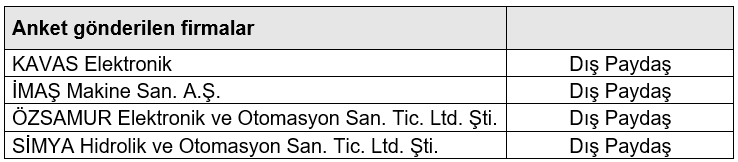 Anket gönderilen firmalar
KAVAS Elektronik Dış Paydaş
İMAŞ Makine San. A.Ş. Dış Paydaş
ÖZSAMUR Elektronik ve Otomasyon San. Tic. Ltd. Şti. Dış Paydaş
SİMYA Hidrolik ve Otomasyon San. Tic. Ltd. Şti. Dış Paydaş